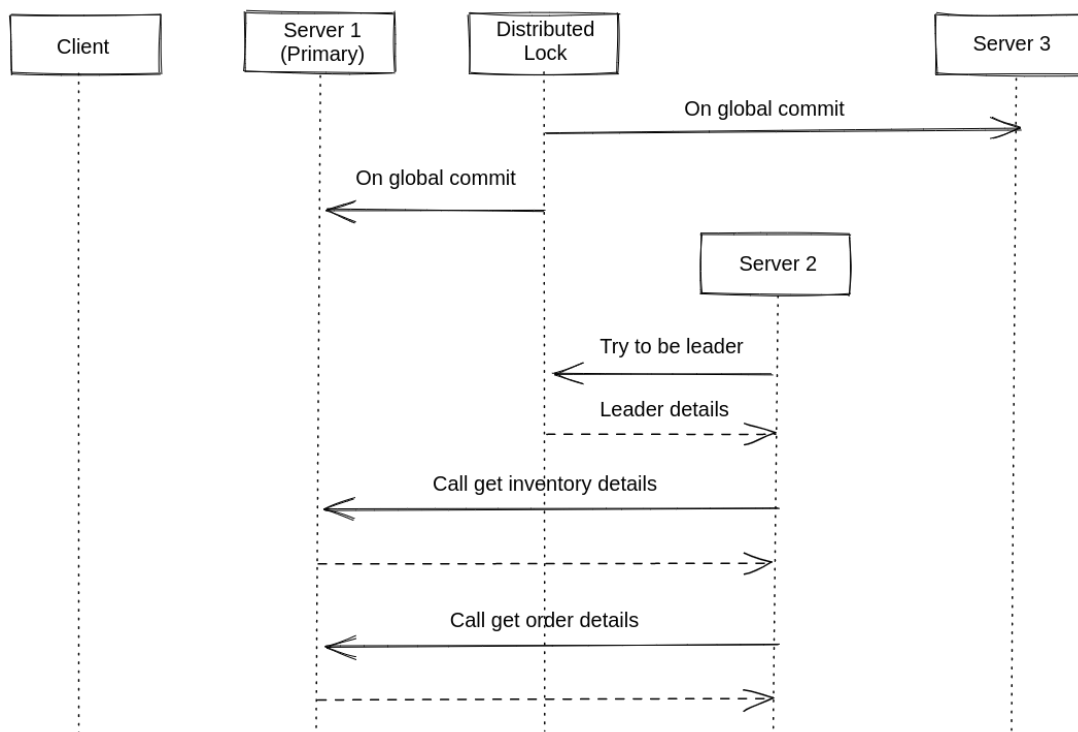 Client
Server 1
(Primary)
Distributed
Lock
Server 3
On global commit
On global commit
Server 2
Try to be leader
Leader details
Call get inventory details
Call get order details